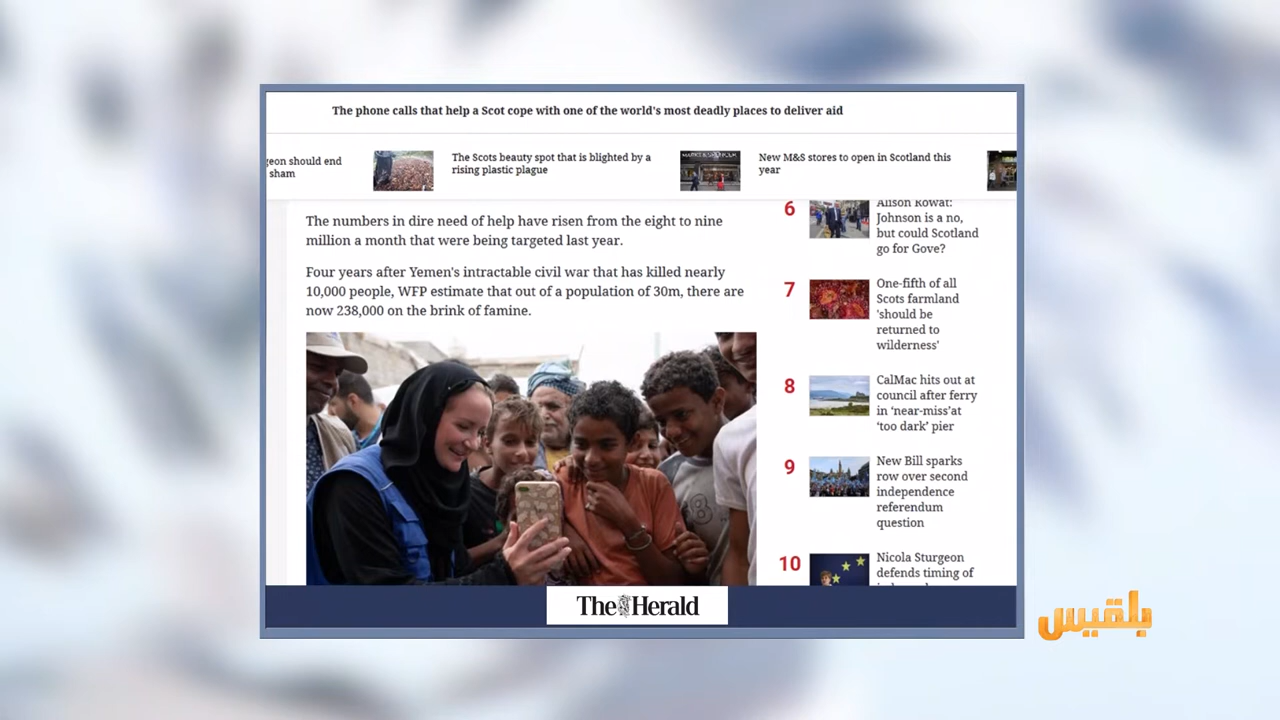 The phone calls that help a Scot cope with one of the world's most deadly places to deliver aid
geon should end
sham
The Scots beauty spot that is blighted by a
rising plastic plague
New M&S stores to open in Scotland this
year
The numbers in dire need of help have risen from the eight to nine
million a month that were being targeted last year.
Four years after Yemen's intractable civil war that has killed nearly
10,000 people, WFP estimate that out of a population of 30m, there are
now 238,000 on the brink of famine.
6
Alison Rowat:
Johnson is a no,
but could Scotland
go for Gove?
7
One-fifth of all
Scots farmland
'should be
returned to
wilderness'
8
CalMac hits out at
council after ferry
in ‘near-miss’at
‘too dark’ pier
9
New Bill sparks
row over second
independence
referendum
question
10
Nicola Sturgeon
defends timing of
The Herald
بلقيس